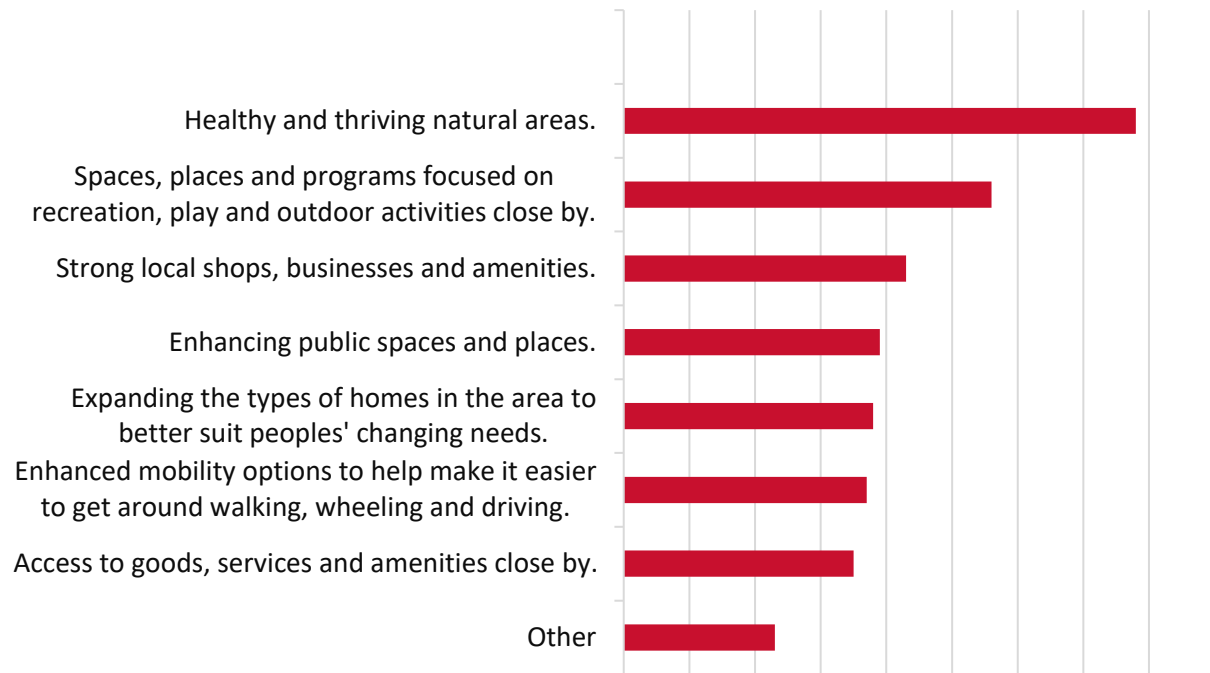 Healthy and thriving natural areas.
Spaces, places and programs focused on
recreation, play and outdoor activities close by.
Strong local shops, businesses and amenities.
Enhancing public spaces and places.
Expanding the types of homes in the area to
better suit peoples' changing needs.
Enhanced mobility options to help make it easier
to get around walking, wheeling and driving.
Access to goods, services and amenities close by.
Other